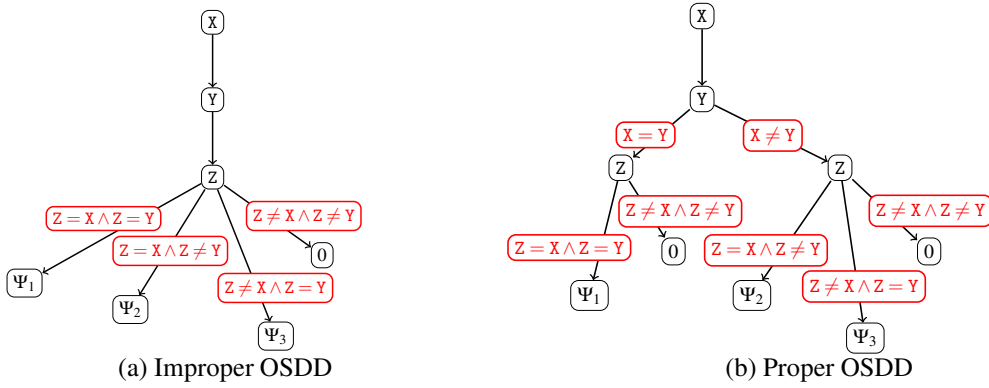 X
Y
Z
Z = X ∧ Z = Y
Z ≠ X ∧ Z ≠ Y
Z = X ∧ Z ≠ Y
Z ≠ X ∧ Z = Y
Ψ1
Ψ2
Ψ3
0
(a) Improper OSDD
X
Y
X = Y
X ≠ Y
Z
Z
Z ≠ X ∧ Z ≠ Y
Z ≠ X ∧ Z ≠ Y
Z = X ∧ Z = Y
0
Z = X ∧ Z ≠ Y
0
Z ≠ X ∧ Z = Y
Ψ1
Ψ2
Ψ3
(b) Proper OSDD